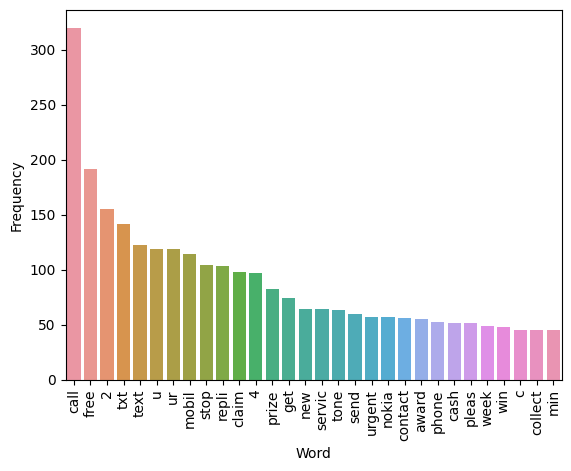 Frequency
300
250
200
150
100
50
0
call
free
2
txt
text
u
ur
mobil
stop
repli
claim
4
prize
get
new
servic
tone
send
urgent
nokia
contact
award
phone
cash
pleas
week
win
c
collect
min
Word